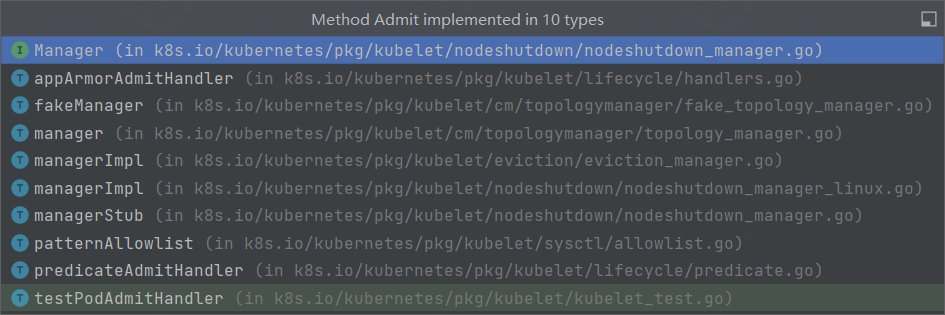 Method Admit implemented in 10 types
I Manager (in k8s.io/kubernetes/pkg/kubelet/nodeshutdown/nodeshutdown_manager.go)
T appArmorAdmitHandler (in k8s.io/kubernetes/pkg/kubelet/lifecycle/handlers.go)
T fakeManager (in k8s.io/kubernetes/pkg/kubelet/cm/topologymanager/fake_topology_manager.go)
T manager (in k8s.io/kubernetes/pkg/kubelet/cm/topologymanager/topology_manager.go)
T managerImpl (in k8s.io/kubernetes/pkg/kubelet/eviction/eviction_manager.go)
T managerImpl (in k8s.io/kubernetes/pkg/kubelet/nodeshutdown/nodeshutdown_manager_linux.go)
T managerStub (in k8s.io/kubernetes/pkg/kubelet/nodeshutdown/nodeshutdown_manager.go)
T patternAllowlist (in k8s.io/kubernetes/pkg/kubelet/sysctl/allowlist.go)
T predicateAdmitHandler (in k8s.io/kubernetes/pkg/kubelet/lifecycle/predicate.go)
T testPodAdmitHandler (in k8s.io/kubernetes/pkg/kubelet/kubelet_test.go)